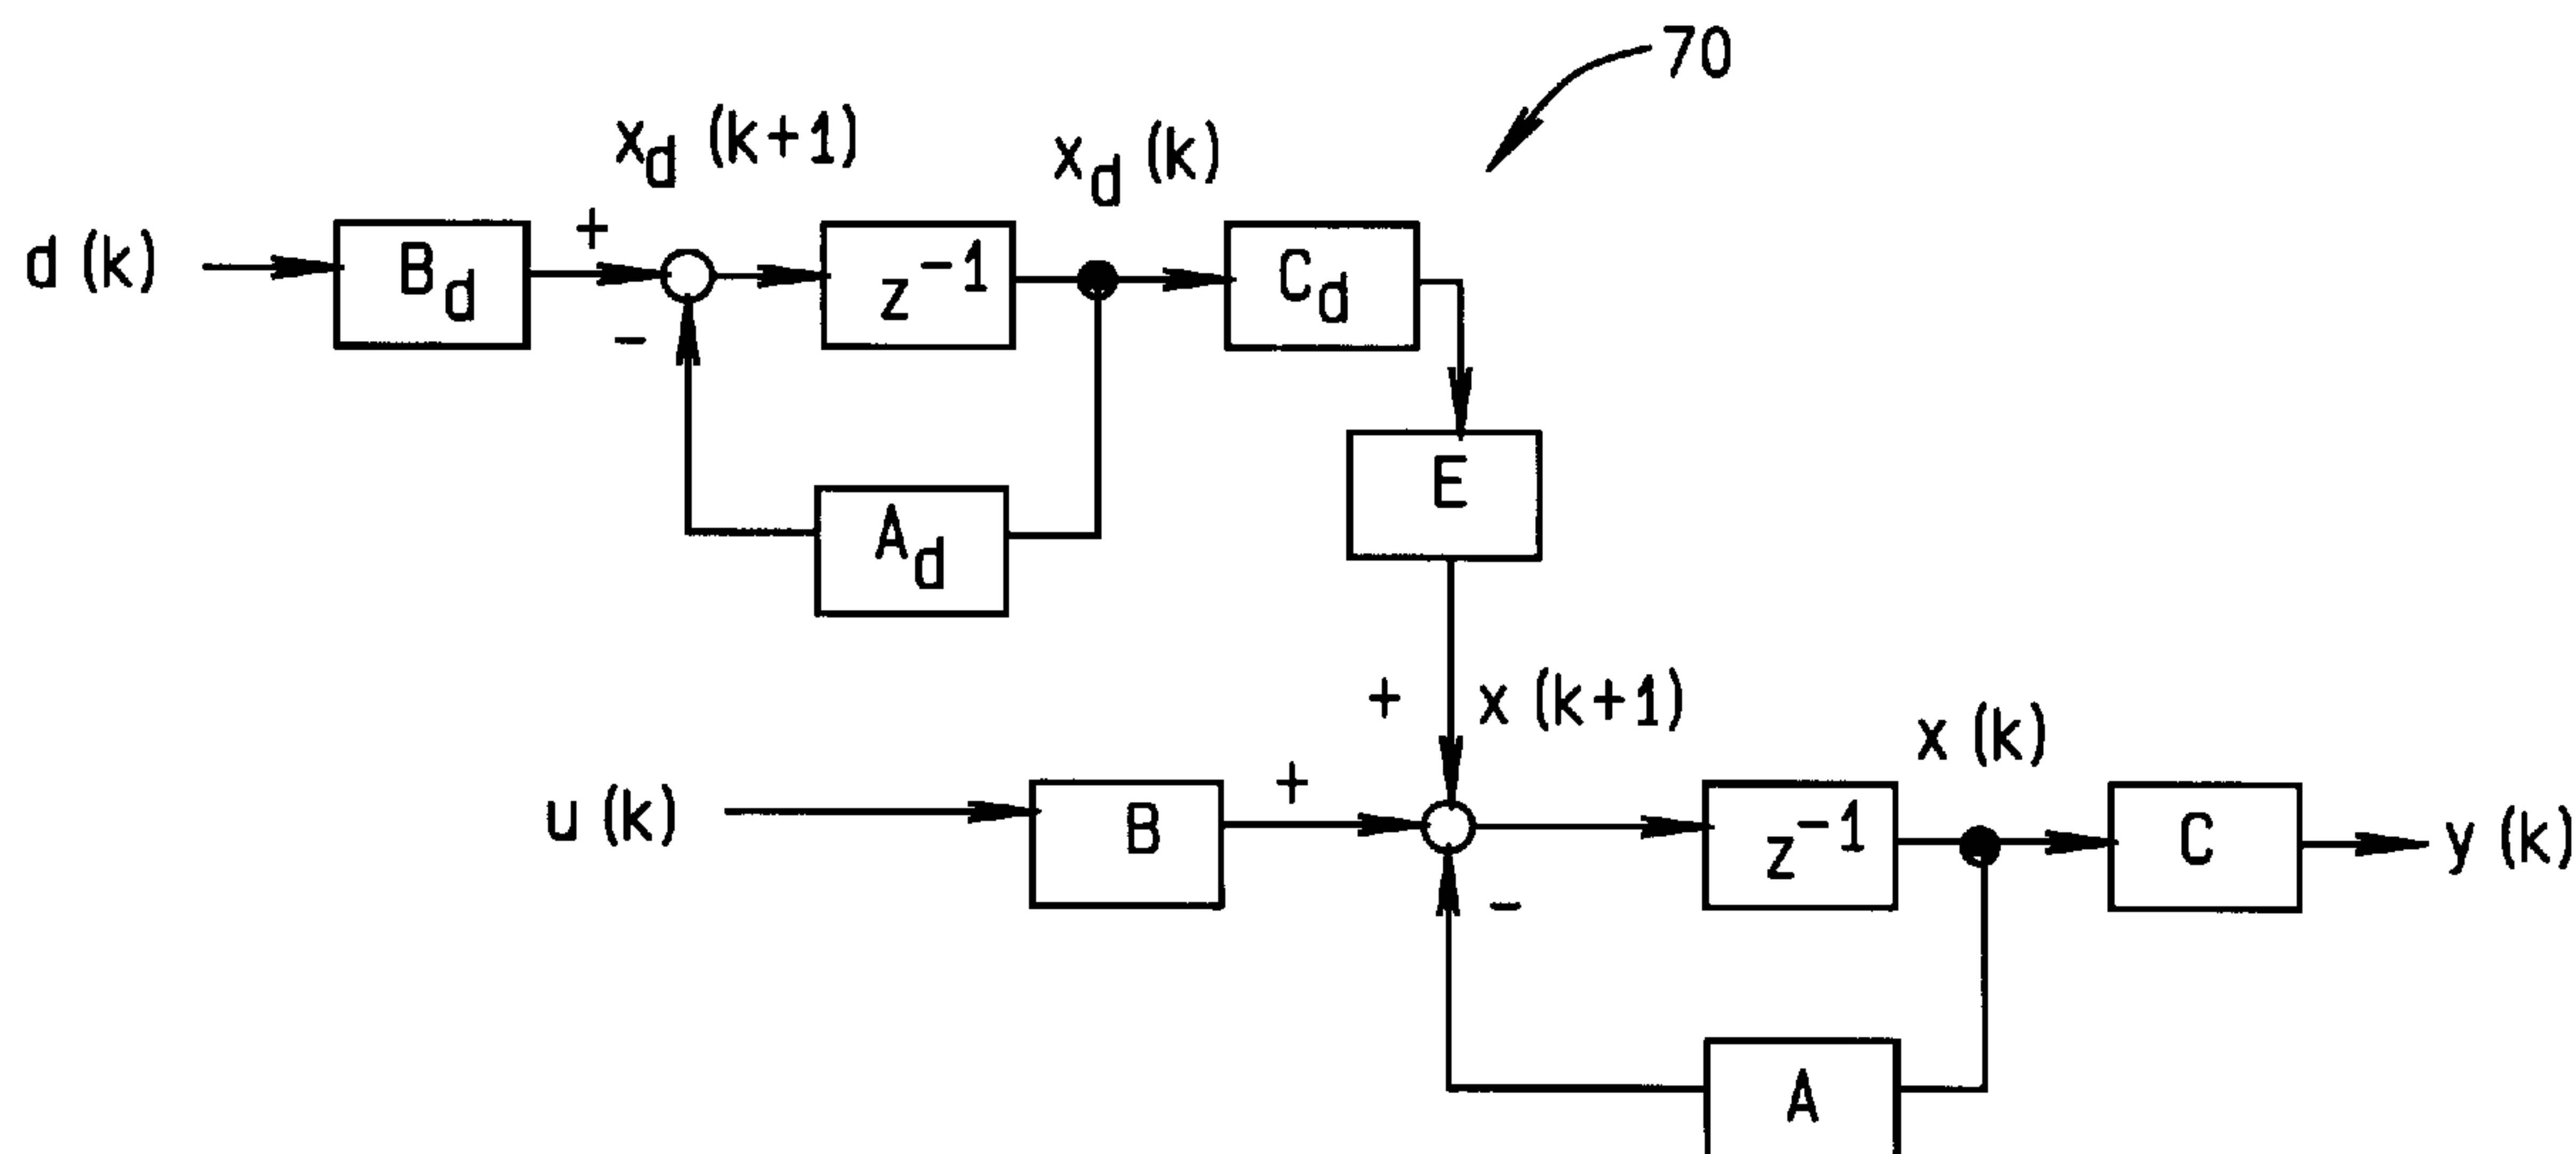 70
x_d (k+1)
x_d (k)
d (k)
B_d
+
-
z^-1
C_d
A_d
E
+
x (k+1)
x (k)
u (k)
B
+
-
z^-1
C
y (k)
A